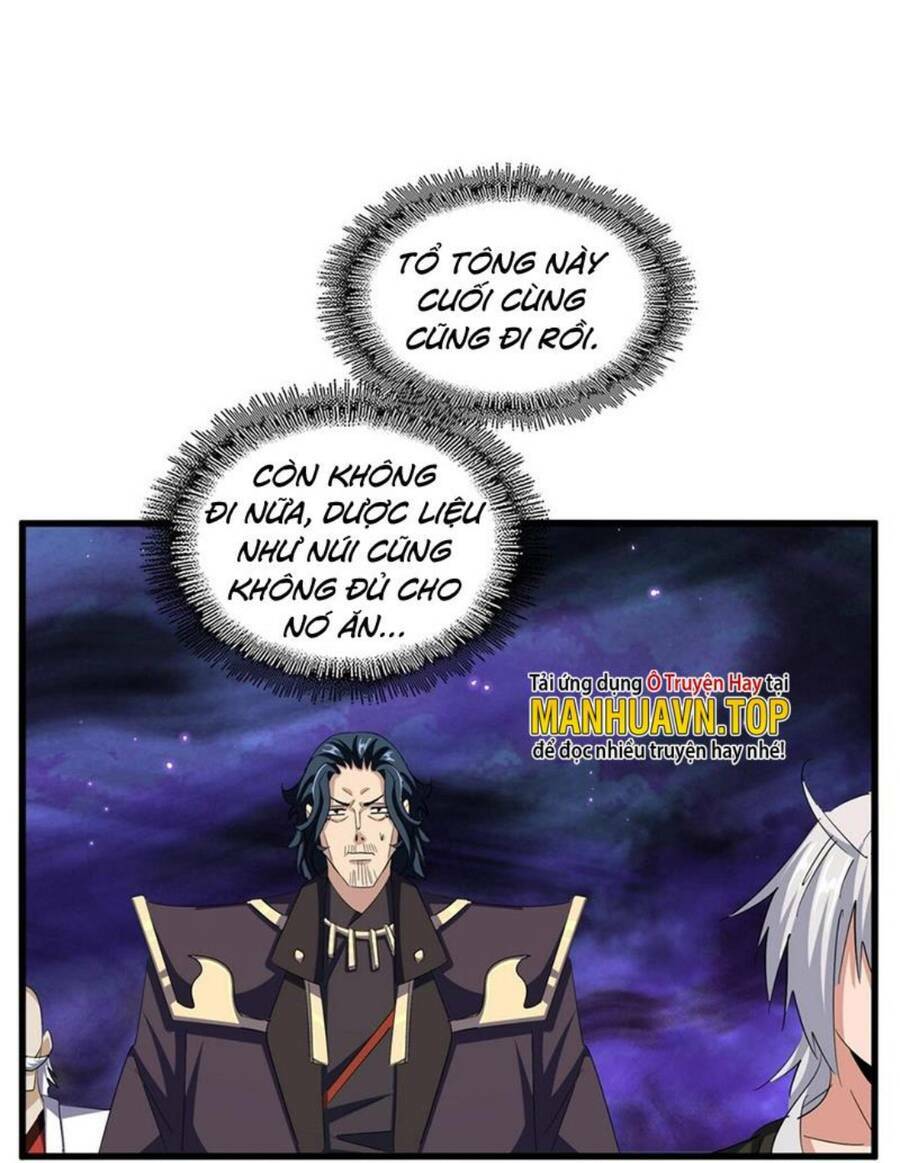 TỔ TÔNG NÀY
CUỐI CÙNG
CŨNG ĐI RỒI.
CÒN KHÔNG
ĐI NỮA, DƯỢC LIỆU
NHƯ NÚI CŨNG
KHÔNG ĐỦ CHO
NÓ ĂN...
Tải ứng dụng Ô Truyện Hay tại
MANHUAVN.TOP
để đọc nhiều truyện hay nhé!